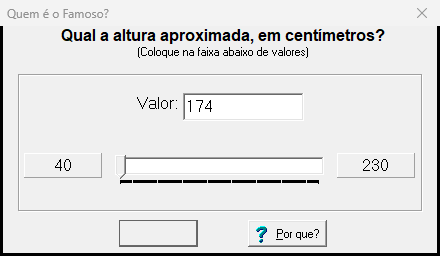 Quem é o Famoso?
Qual a altura aproximada, em centímetros?
(Coloque na faixa abaixo de valores)
Valor: 174
40
230
? Por que?